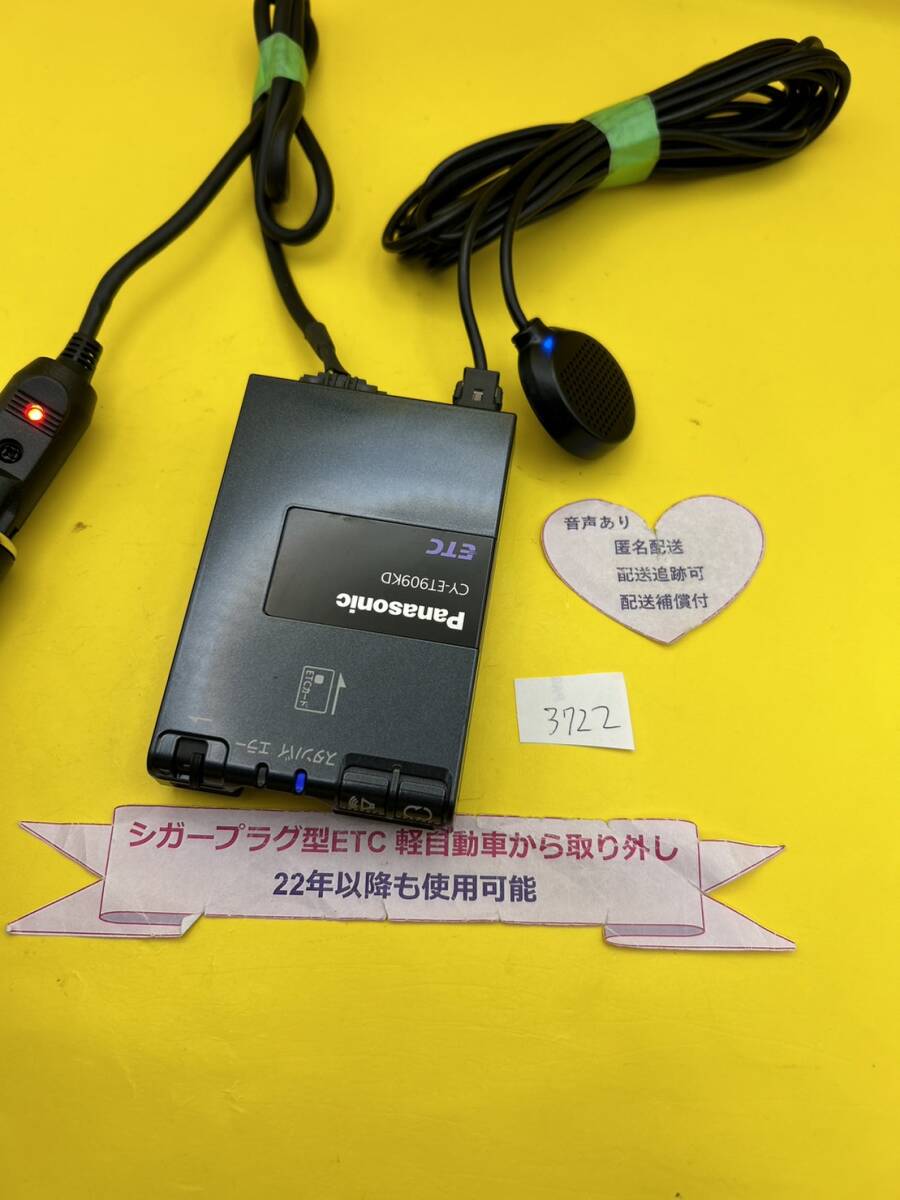 音声あり
匿名配送
配送追跡可
配送補償付
Panasonic
CY-ET909KD
ETC
ETCカード
スタンバイ エラー
3722
シガープラグ型ETC 軽自動車から取り外し
22年以降も使用可能